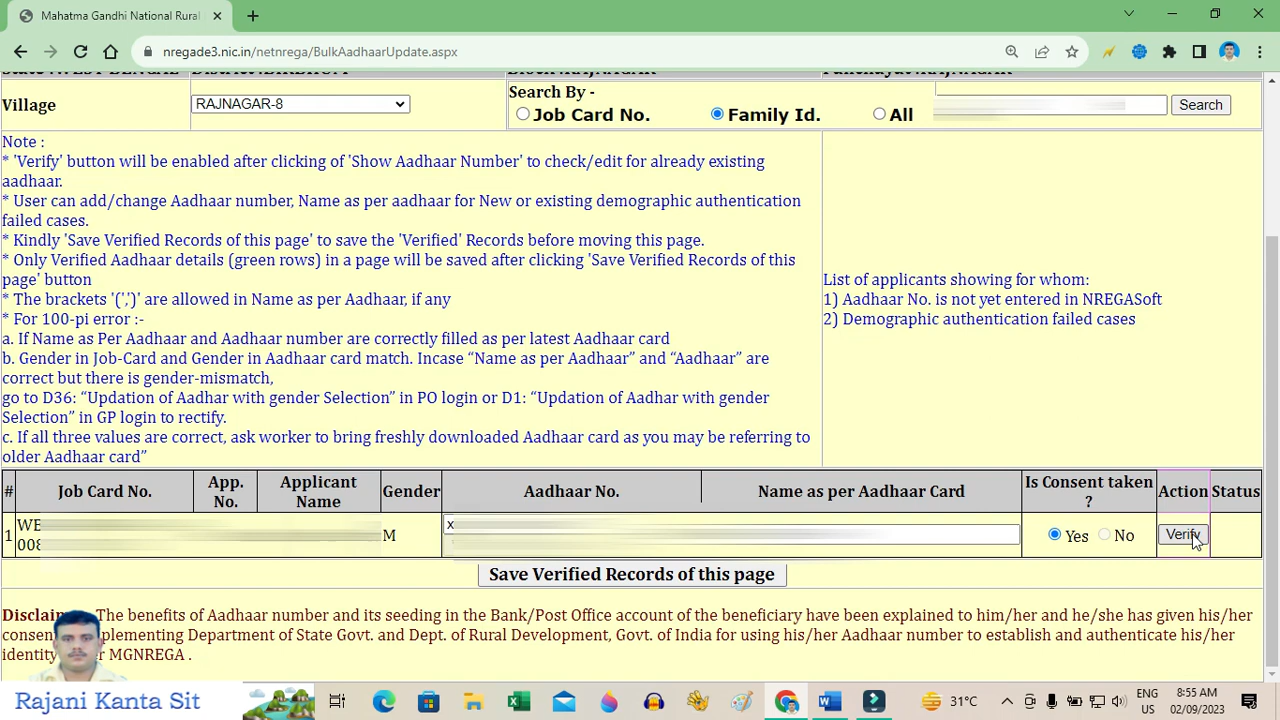 Mahatma Gandhi National Rural
nregade3.nic.in/netnrega/BulkAadhaarUpdate.aspx
Village
RAJNAGAR-8
Search By -
Job Card No.
Family Id.
All
Search
Note :
* 'Verify' button will be enabled after clicking of 'Show Aadhaar Number' to check/edit for already existing
aadhaar.
* User can add/change Aadhaar number, Name as per aadhaar for New or existing demographic authentication
failed cases.
* Kindly 'Save Verified Records of this page' to save the 'Verified' Records before moving this page.
* Only Verified Aadhaar details (green rows) in a page will be saved after clicking 'Save Verified Records of this
page' button
* The brackets '(',')' are allowed in Name as per Aadhaar, if any
* For 100-pi error :-
a. If Name as Per Aadhaar and Aadhaar number are correctly filled as per latest Aadhaar card
b. Gender in Job-Card and Gender in Aadhaar card match. Incase “Name as per Aadhaar” and “Aadhaar” are
correct but there is gender-mismatch,
go to D36: “Updation of Aadhar with gender Selection” in PO login or D1: “Updation of Aadhar with gender
Selection” in GP login to rectify.
c. If all three values are correct, ask worker to bring freshly downloaded Aadhaar card as you may be referring to
older Aadhaar card”
List of applicants showing for whom:
1) Aadhaar No. is not yet entered in NREGASoft
2) Demographic authentication failed cases
# Job Card No. App. No. Applicant Name Gender Aadhaar No. Name as per Aadhaar Card Is Consent taken ? Action Status
1 WB 008 M x Yes No Verify
Save Verified Records of this page
The benefits of Aadhaar number and its seeding in the Bank/Post Office account of the beneficiary have been explained to him/her and he/she has given his/her
Department of State Govt. and Dept. of Rural Development, Govt. of India for using his/her Aadhaar number to establish and authenticate his/her
identity MGNREGA .
Rajani Kanta Sit
31°C
ENG
US
8:55 AM
02/09/2023